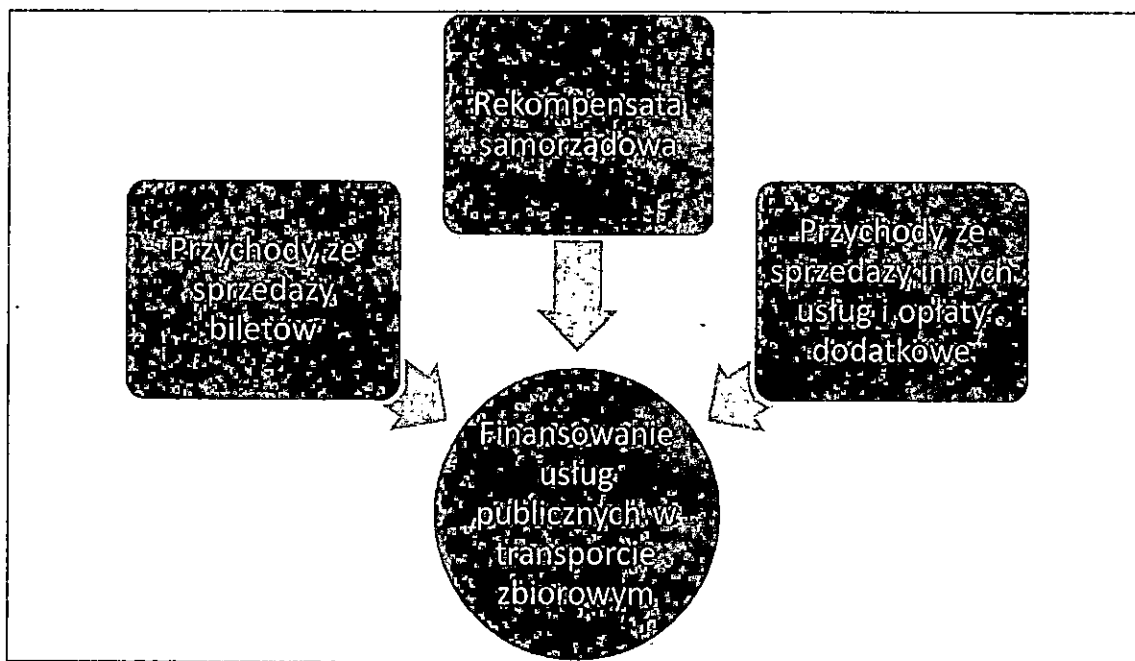 Rekompensata
samorządowa
Przychody ze
sprzedaży
biletów
Przychody ze
sprzedaży innych
usług i opłaty
dodatkowe
Finansowanie
usług
publicznych w
transporcie
zbiorowym